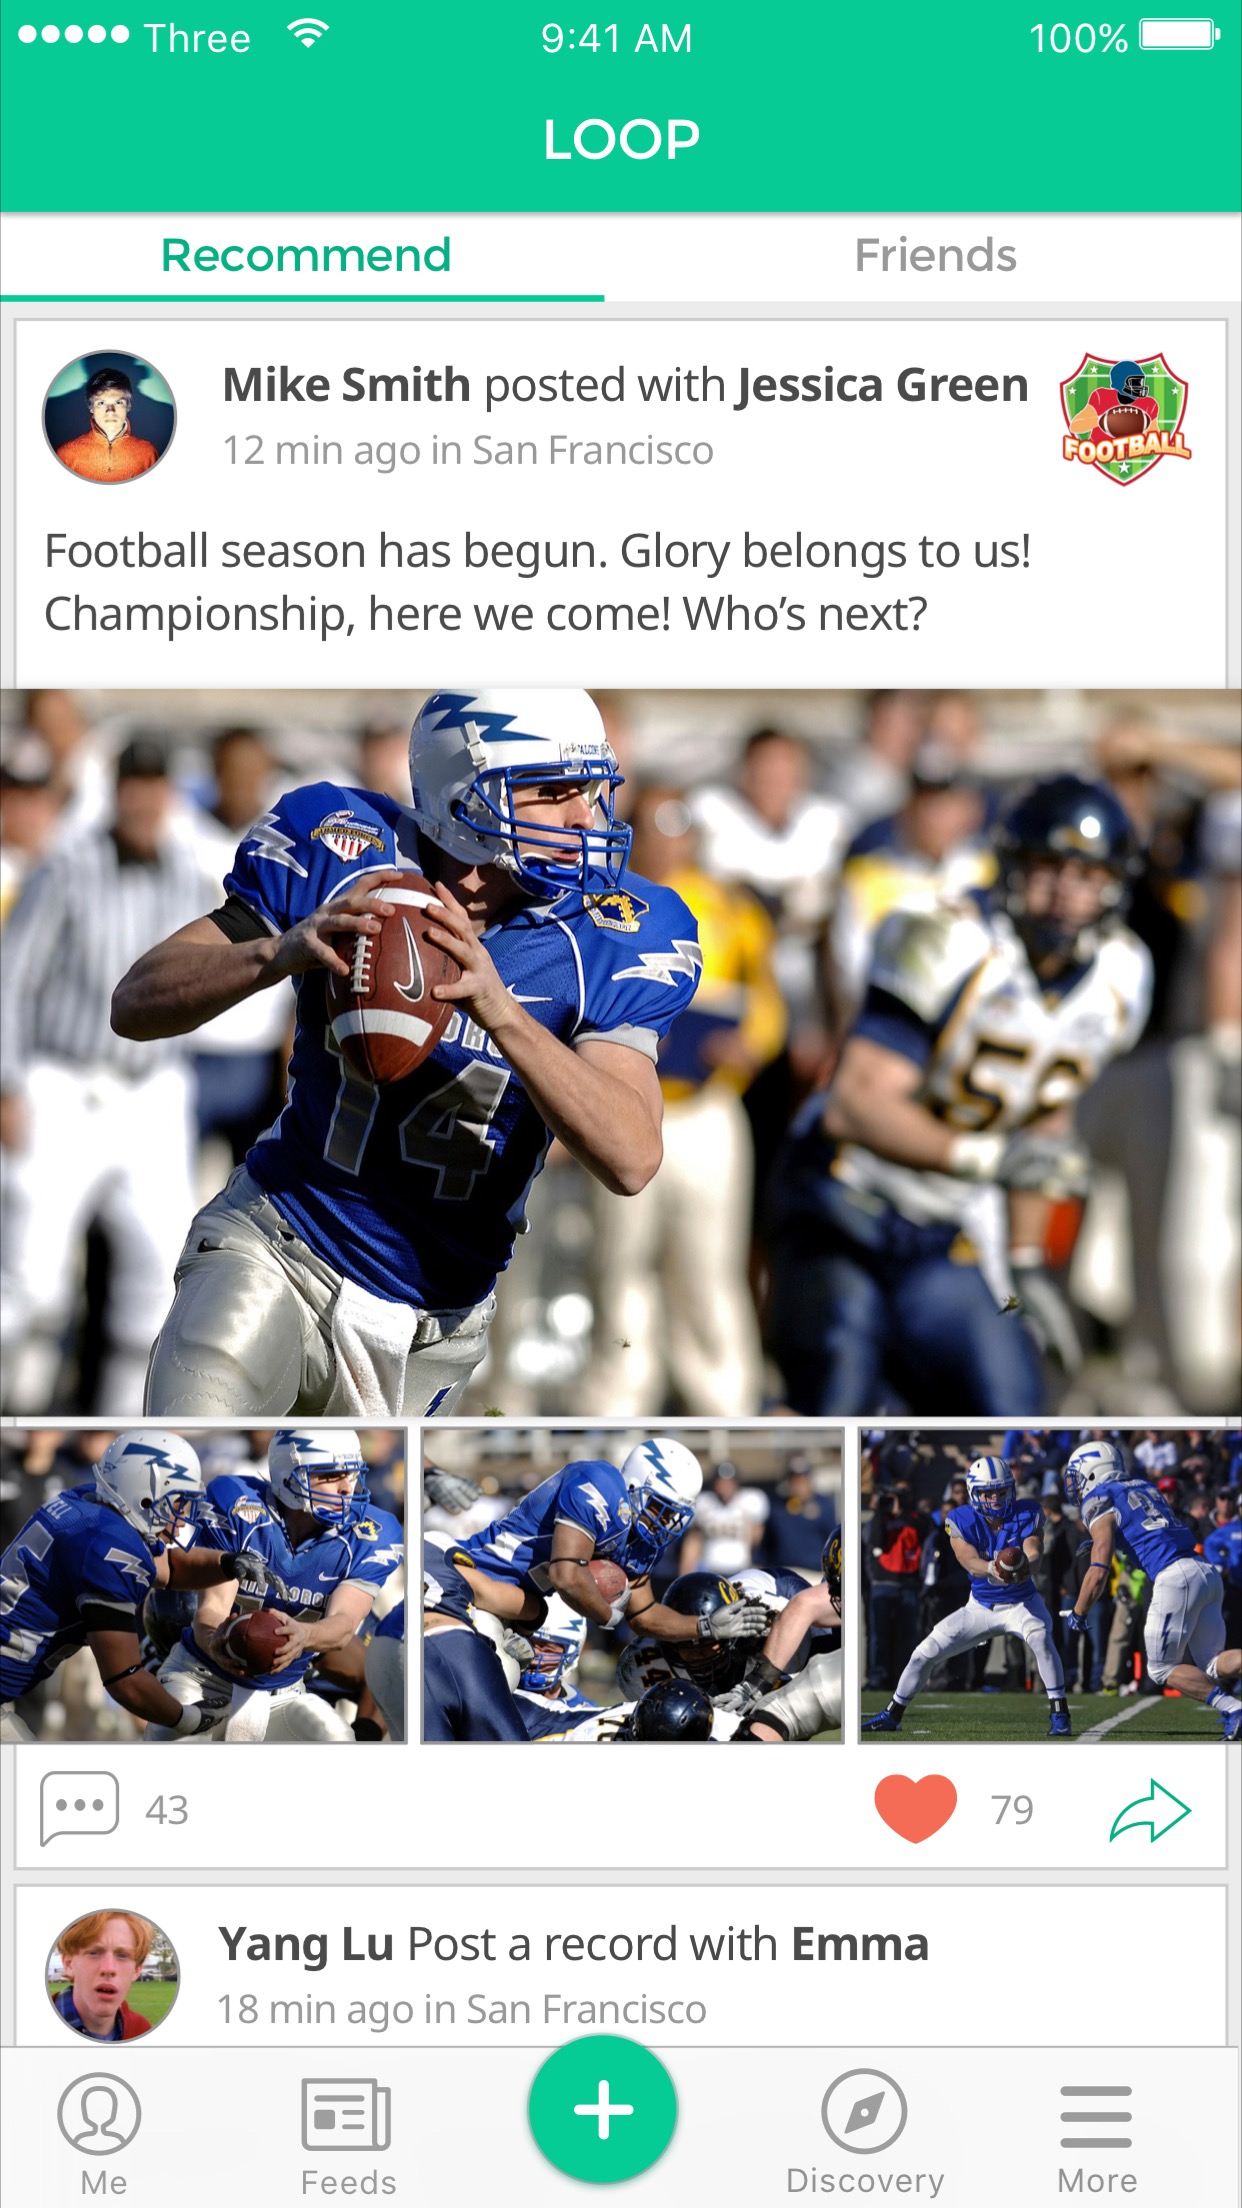 Three
9:41 AM
100%
LOOP
Recommend
Friends
Mike Smith posted with Jessica Green
12 min ago in San Francisco
FOOTBALL
Football season has begun. Glory belongs to us!
Championship, here we come! Who’s next?
14
43
79
Yang Lu Post a record with Emma
18 min ago in San Francisco
Me
Feeds
Discovery
More